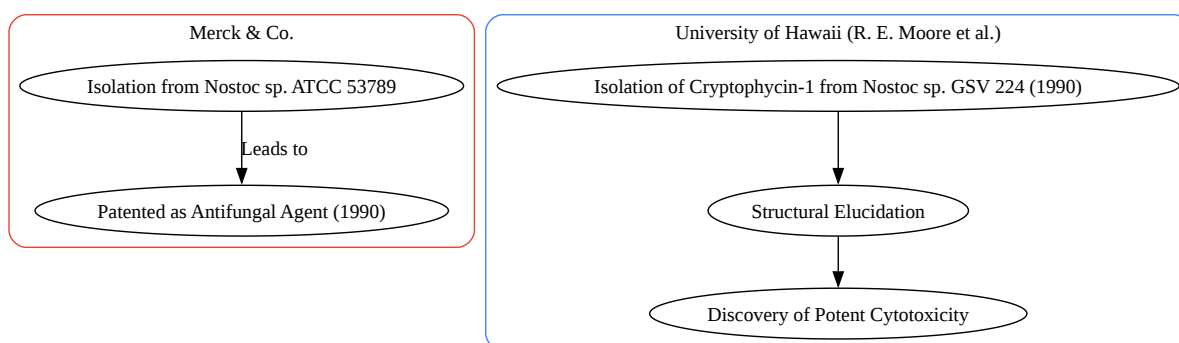 Merck & Co.
Isolation from Nostoc sp. ATCC 53789
Leads to
Patented as Antifungal Agent (1990)
University of Hawaii (R. E. Moore et al.)
Isolation of Cryptophycin-1 from Nostoc sp. GSV 224 (1990)
Structural Elucidation
Discovery of Potent Cytotoxicity